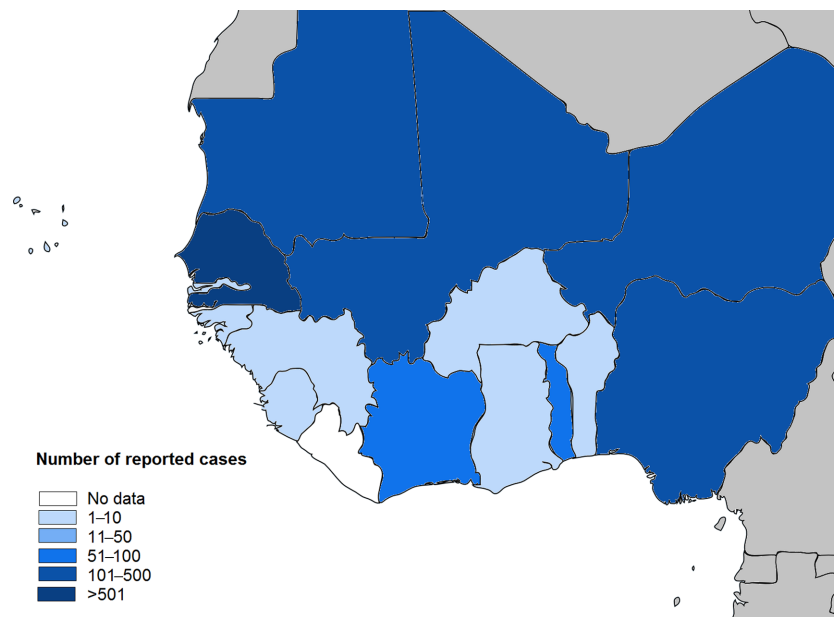 Number of reported cases
No data
1–10
11–50
51–100
101–500
>501